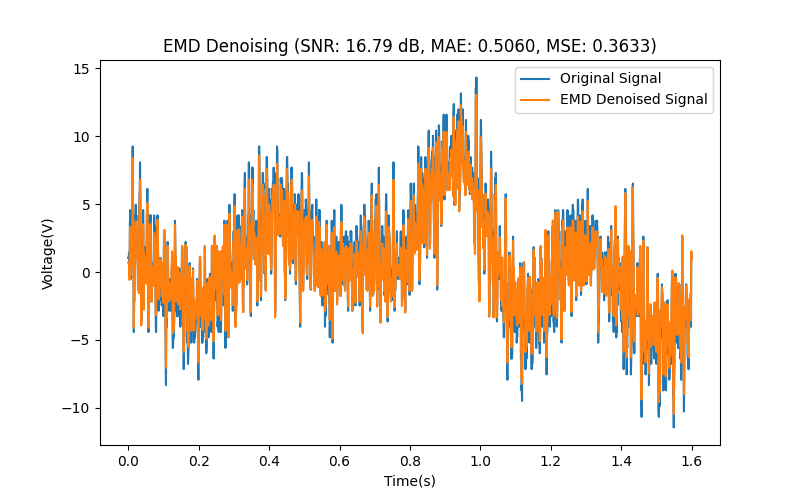 EMD Denoising (SNR: 16.79 dB, MAE: 0.5060, MSE: 0.3633)
Original Signal
EMD Denoised Signal
15
10
5
0
−5
−10
Voltage(V)
0.0 0.2 0.4 0.6 0.8 1.0 1.2 1.4 1.6
Time(s)